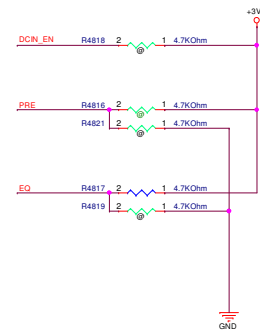 +3V
DCIN_EN R4818 2 1 4.7KOhm
@
PRE R4816 2 1 4.7KOhm
@
R4821 2 1 4.7KOhm
@
EQ R4817 2 1 4.7KOhm
R4819 2 1 4.7KOhm
@
GND